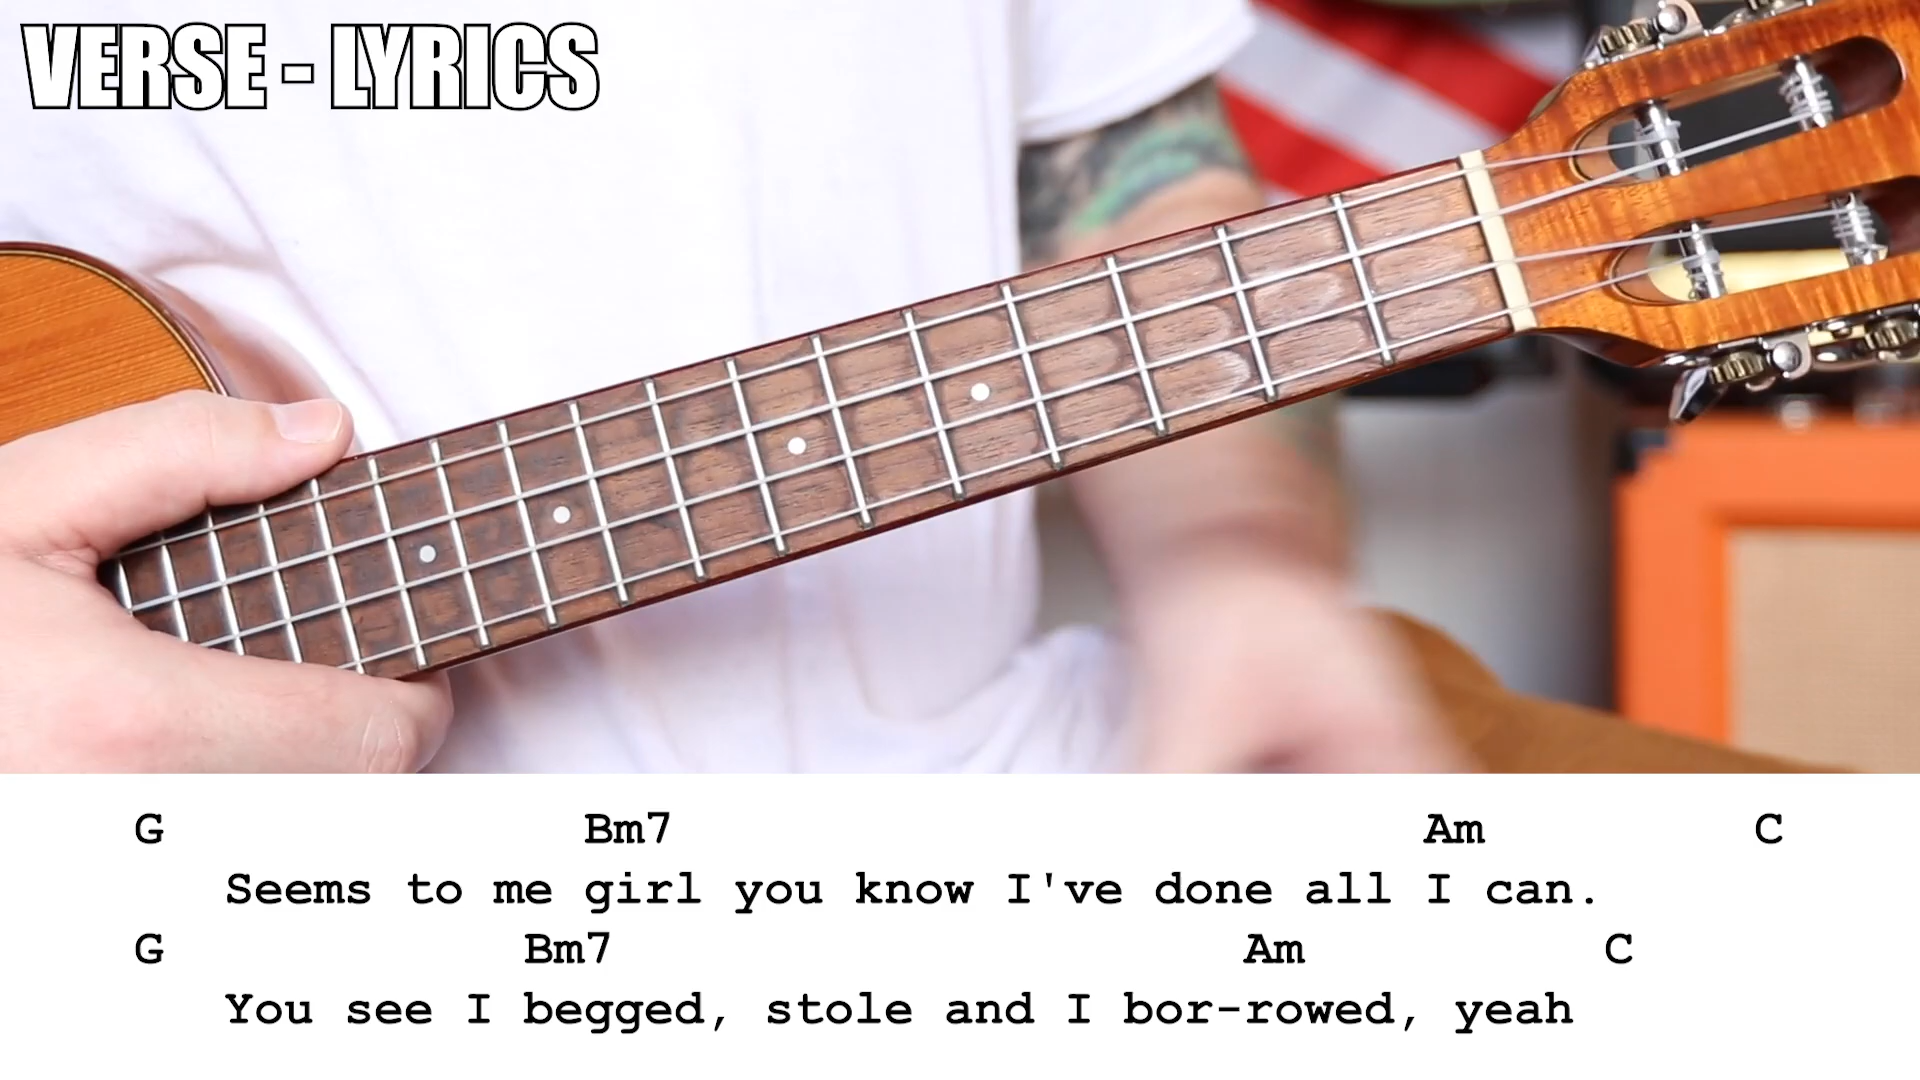 VERSE - LYRICS
G Bm7 Am C
Seems to me girl you know I've done all I can.
G Bm7 Am C
You see I begged, stole and I bor-rowed, yeah